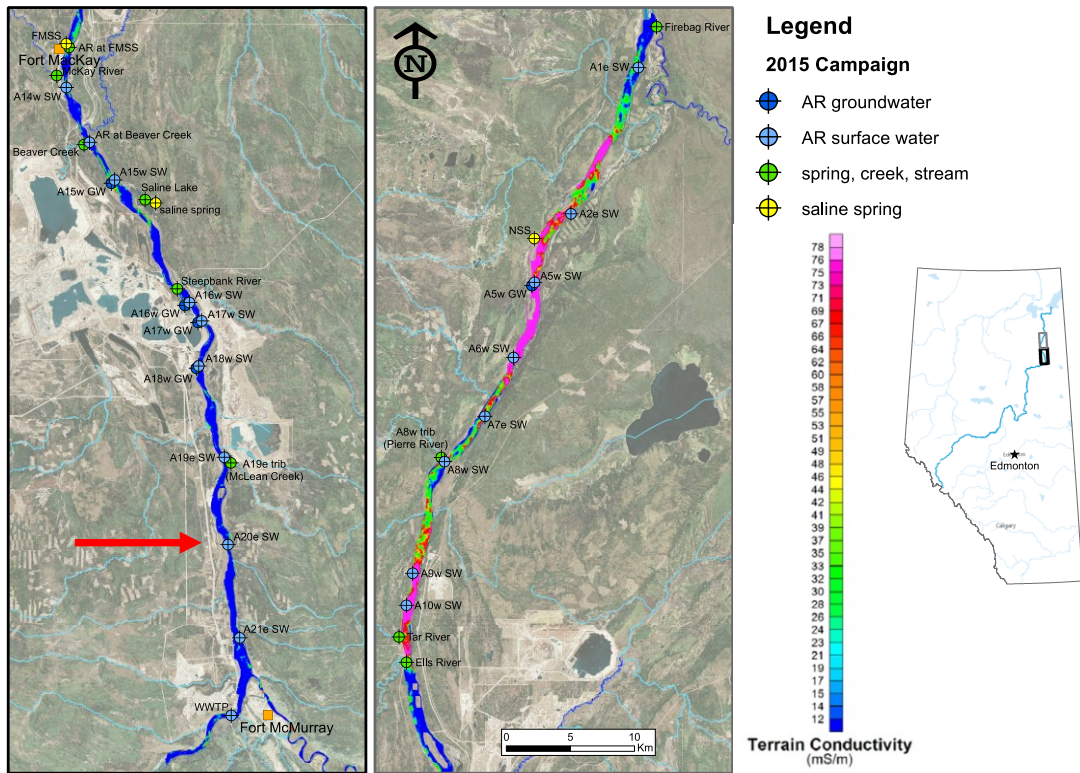 FMSS
AR at FMSS
Fort MacKay
McKay River
A14w SW
AR at Beaver Creek
Beaver Creek
A15w SW
A15w GW
Saline Lake
saline spring
Steepbank River
A16w SW
A16w GW
A17w SW
A17w GW
A18w SW
A18w GW
A19e SW
A19e trib
(McLean Creek)
A20e SW
A21e SW
WWTP
Fort McMurray
N
Firebag River
A1e SW
A2e SW
NSS
A5w SW
A5w GW
A6w SW
A7e SW
A8w trib
(Pierre River)
A8w SW
A9w SW
A10w SW
Tar River
Ells River
0 5 10
Km
Legend
2015 Campaign
AR groundwater
AR surface water
spring, creek, stream
saline spring
78
76
75
73
71
69
67
66
64
62
60
58
57
55
53
51
49
48
46
44
42
41
39
37
35
33
32
30
28
26
24
23
21
19
17
15
14
12
Terrain Conductivity
(mS/m)
Edmonton
Calgary